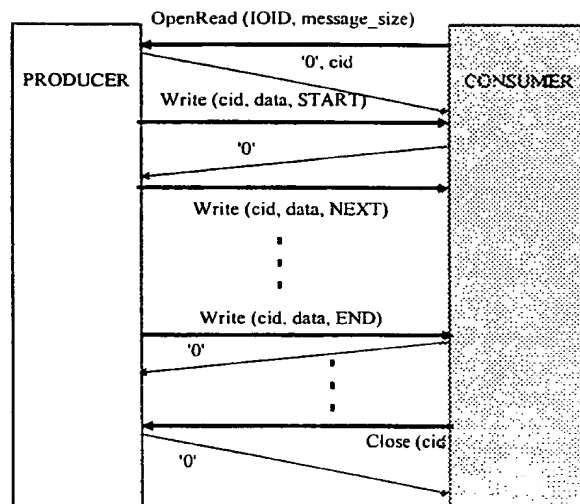 OpenRead (IOID, message_size)
'0', cid
PRODUCER
CONSUMER
Write (cid, data, START)
'0'
Write (cid, data, NEXT)
Write (cid, data, END)
'0'
Close (cid
'0'